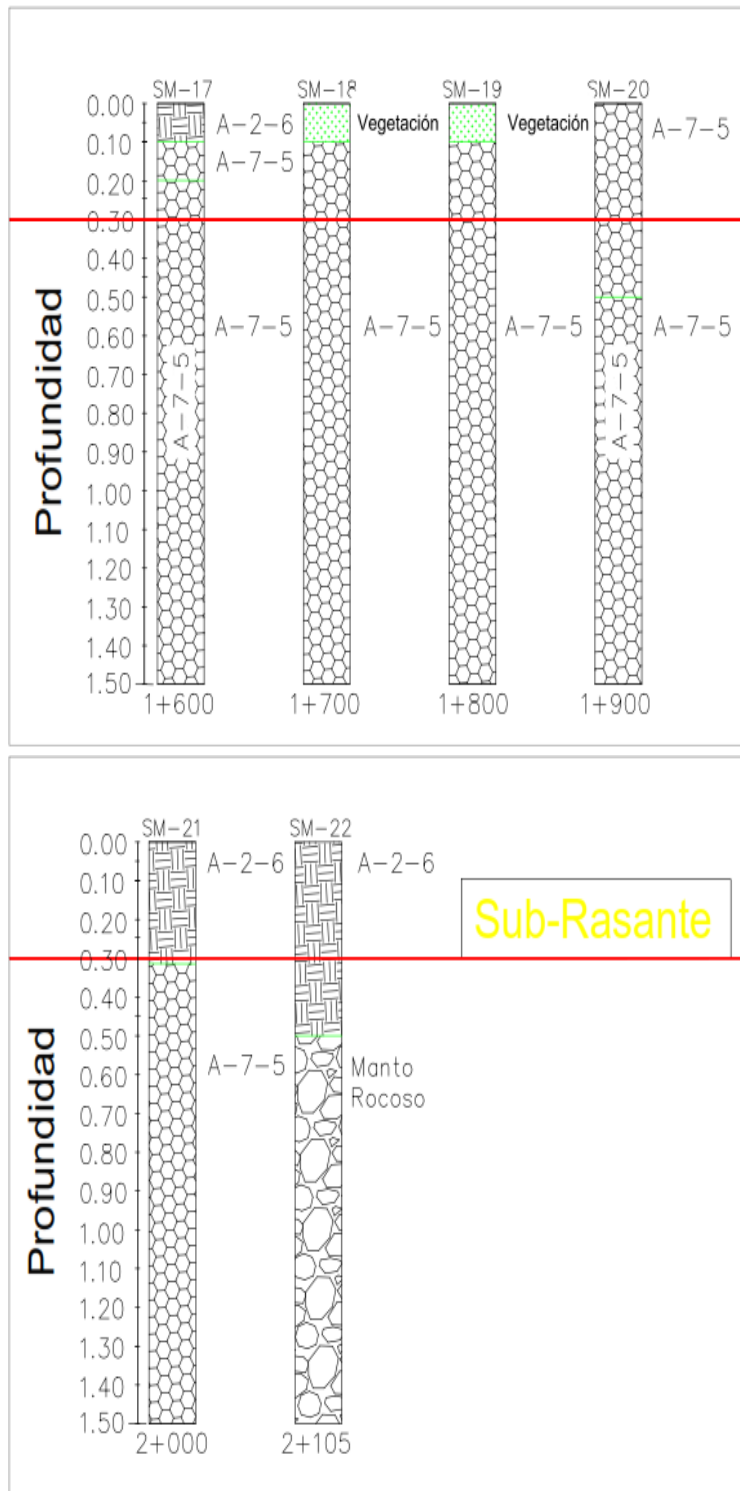 SM-17 SM-18 SM-19 SM-20
0.00
A-2-6 Vegetación Vegetación A-7-5
0.10
A-7-5
0.20
0.30
0.40
0.50
0.60 A-7-5 A-7-5 A-7-5 A-7-5
0.70
0.80
0.90
1.00
1.10
1.20
1.30
1.40
1.50
A-7-5 A-7-5
Profundidad
1+600 1+700 1+800 1+900
SM-21 SM-22
0.00
A-2-6 A-2-6
0.10
0.20
Sub-Rasante
0.30
0.40
0.50
A-7-5 Manto
0.60
Rocoso
0.70
0.80
0.90
1.00
1.10
1.20
1.30
1.40
1.50
Profundidad
2+000 2+105